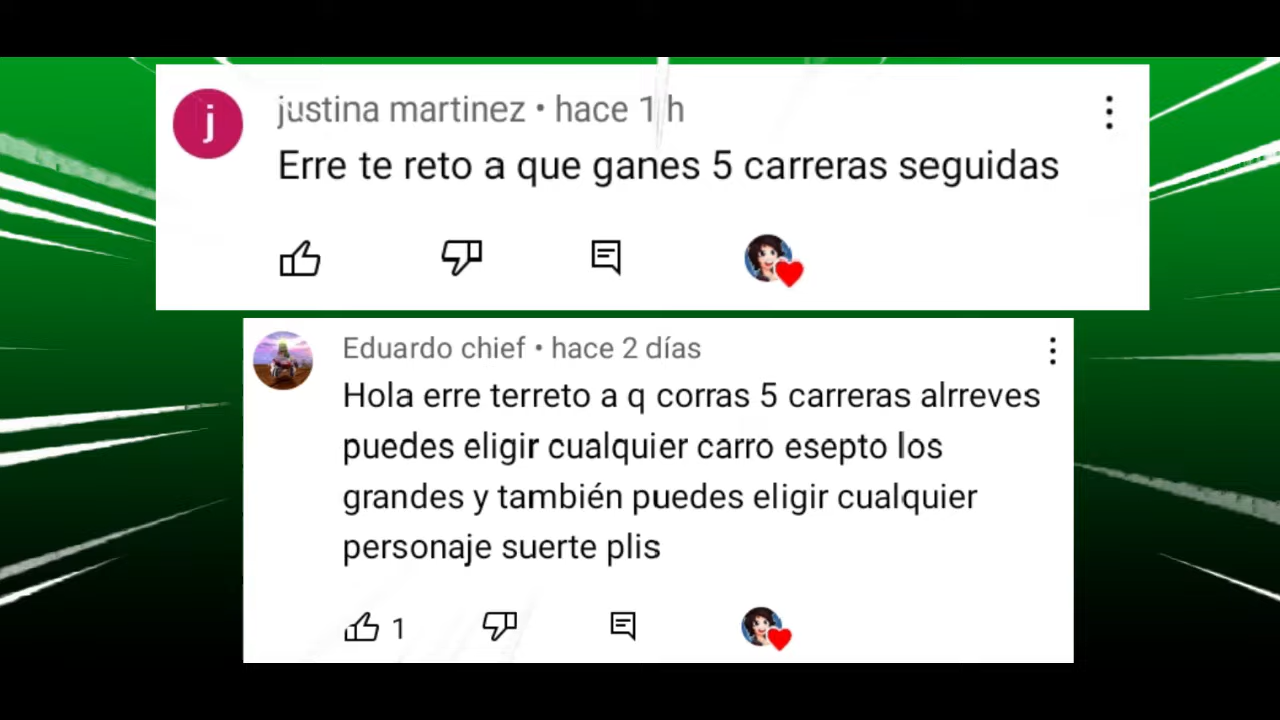 j
justina martinez • hace 1 h
Erre te reto a que ganes 5 carreras seguidas
Eduardo chief • hace 2 días
Hola erre terreto a q corras 5 carreras alrreves
puedes eligir cualquier carro esepto los
grandes y también puedes eligir cualquier
personaje suerte plis
1